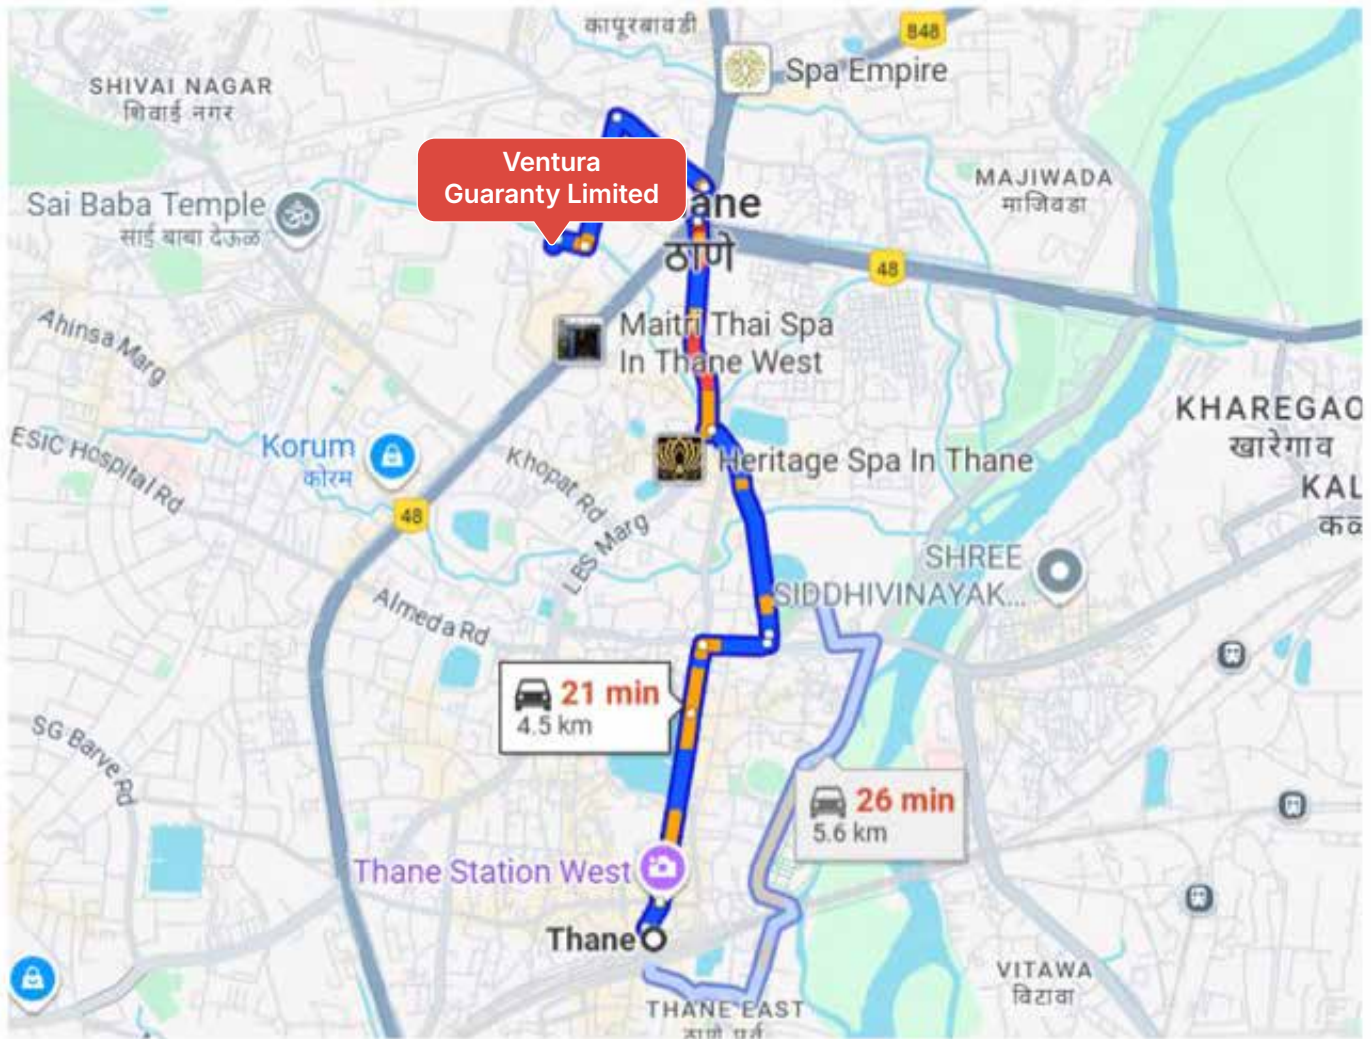 कापूरबावडी
848
Spa Empire
SHIVAI NAGAR
शिवाई नगर
Ventura
Guaranty Limited
MAJIWADA
माजिवडा
Sai Baba Temple
साई बाबा देऊळ
ane
ठाणे
48
Maitri Thai Spa
In Thane West
Ahinsa Marg
KHAREGAO
खारेगाव
ESIC Hospital Rd
Korum
कोरम
Khopat Rd
Heritage Spa In Thane
KAL
48
LBS Marg
SHREE
SIDDHIVINAYAK...
Almeda Rd
21 min
4.5 km
SG Barve Rd
26 min
5.6 km
Thane Station West
Thane
VITAWA
विटावा
THANE EAST